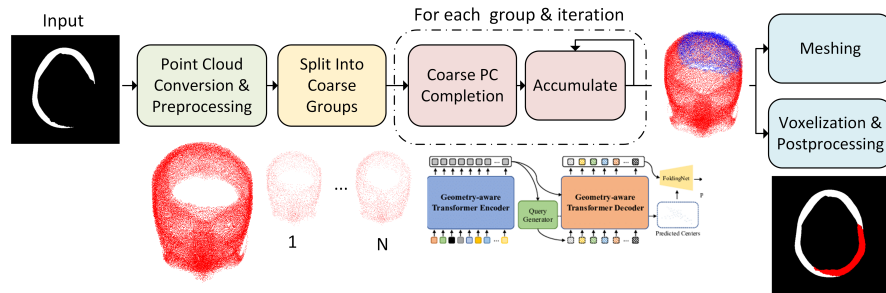 Input
For each group & iteration
Point Cloud
Conversion &
Preprocessing
Split Into
Coarse
Groups
Coarse PC
Completion
Accumulate
Meshing
Voxelization &
Postprocessing
...
1
N
Geometry-aware
Transformer Encoder
Query
Generator
Geometry-aware
Transformer Decoder
FoldingNet
P
Predicted Centers